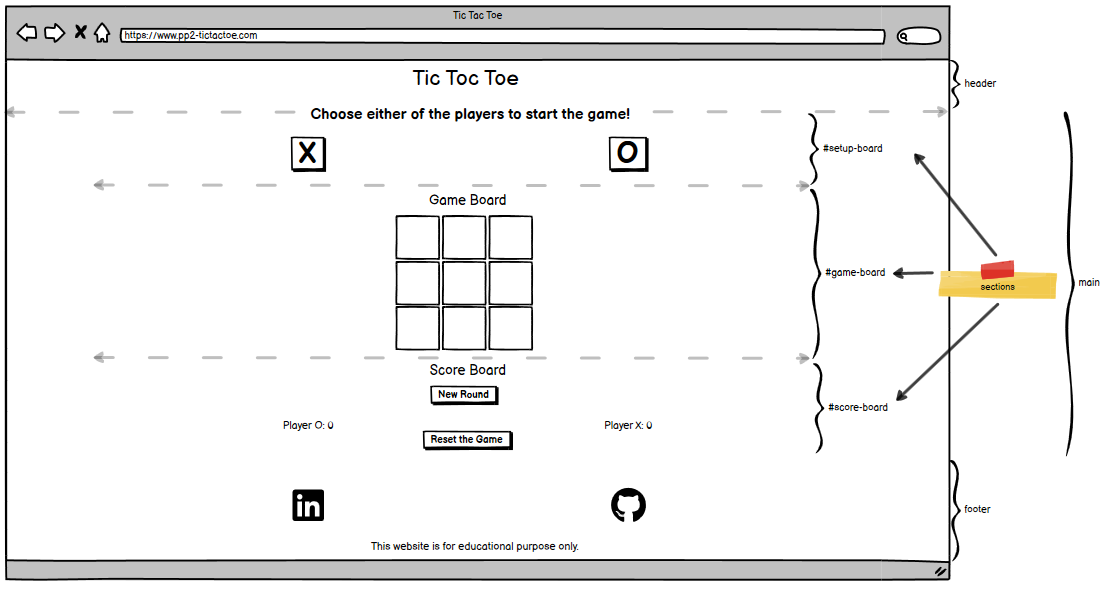 Tic Tac Toe
https://www.pp2-tictactoe.com
Tic Toc Toe
header
Choose either of the players to start the game!
X
O
#setup-board
Game Board
#game-board
sections
main
Score Board
New Round
#score-board
Player O: 0
Player X: 0
Reset the Game
in
footer
This website is for educational purpose only.